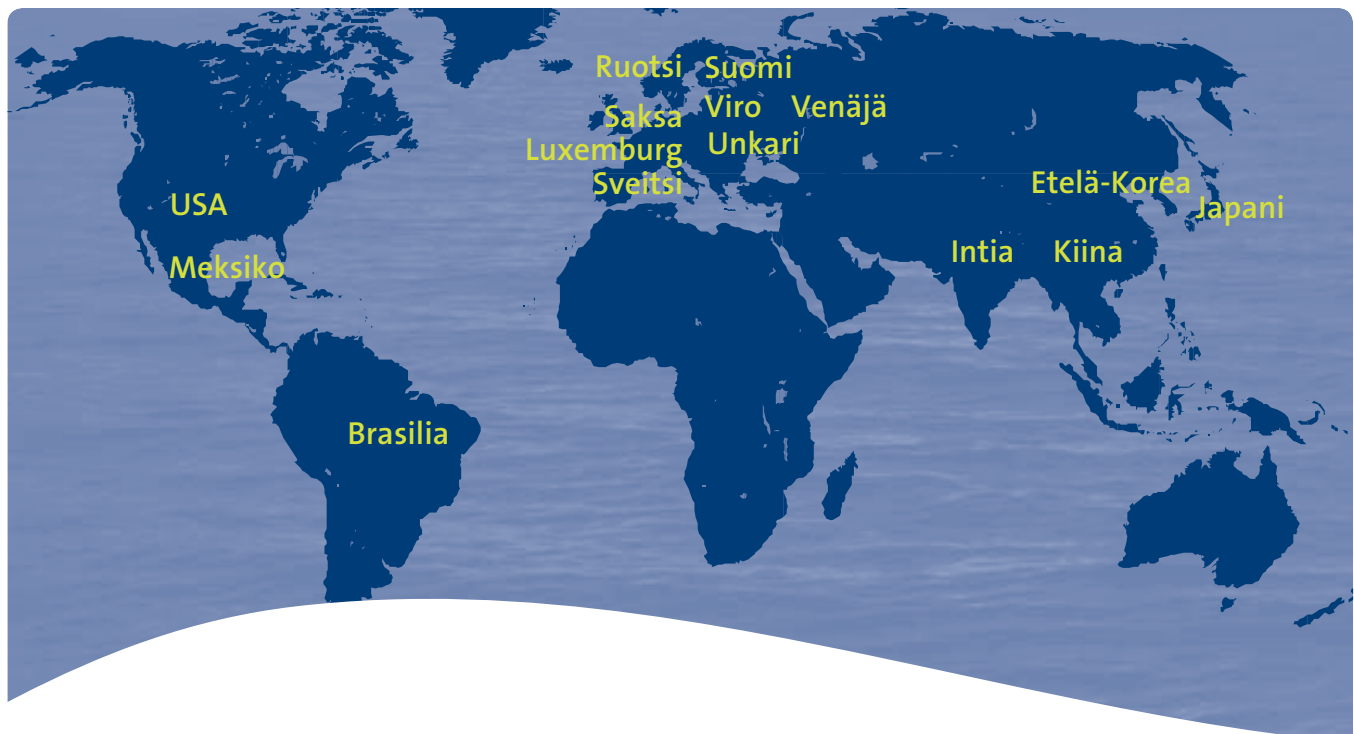 Ruotsi Suomi
Saksa Viro Venäjä
Luxemburg Unkari
Sveitsi
Etelä-Korea
USA
Japani
Intia Kiina
Meksiko
Brasilia